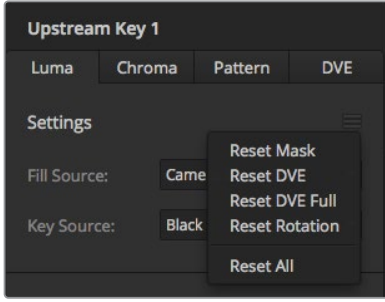 Upstream Key 1
Luma Chroma Pattern DVE
Settings
Reset Mask
Fill Source: Came Reset DVE
Reset DVE Full
Key Source: Black Reset Rotation
Reset All